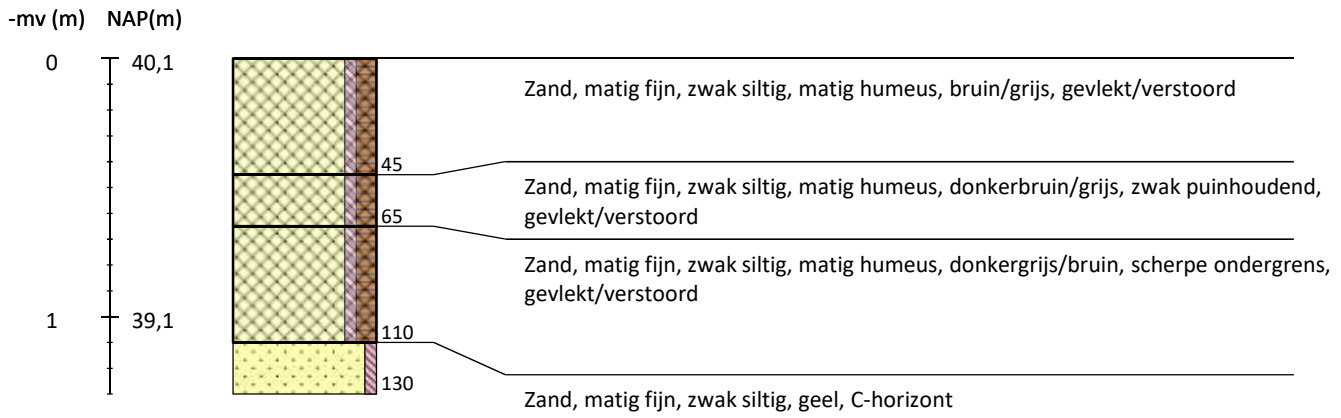 -mv (m) NAP(m)
0 40,1
Zand, matig fijn, zwak siltig, matig humeus, bruin/grijs, gevlekt/verstoord
45
Zand, matig fijn, zwak siltig, matig humeus, donkerbruin/grijs, zwak puinhoudend,
gevlekt/verstoord
65
Zand, matig fijn, zwak siltig, matig humeus, donkergrijs/bruin, scherpe ondergrens,
gevlekt/verstoord
1 39,1
110
130
Zand, matig fijn, zwak siltig, geel, C-horizont